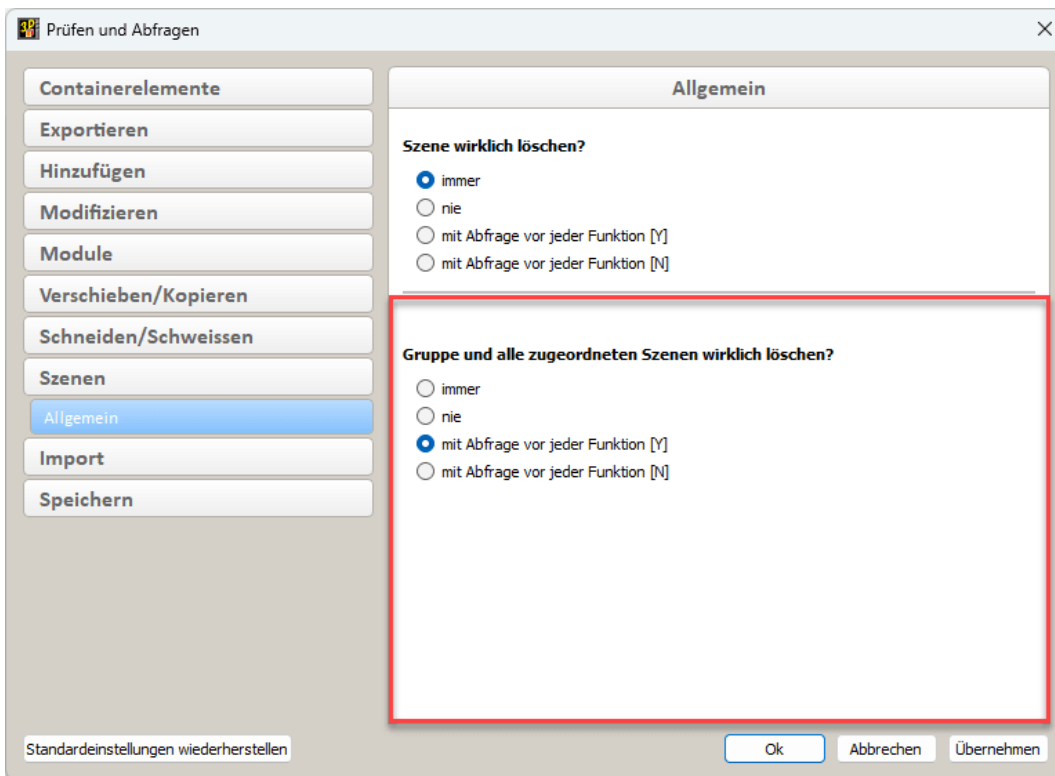 Prüfen und Abfragen
Containerelemente
Exportieren
Hinzufügen
Modifizieren
Module
Verschieben/Kopieren
Schneiden/Schweissen
Szenen
Allgemein
Import
Speichern
Allgemein
Szene wirklich löschen?
immer
nie
mit Abfrage vor jeder Funktion [Y]
mit Abfrage vor jeder Funktion [N]
Gruppe und alle zugeordneten Szenen wirklich löschen?
immer
nie
mit Abfrage vor jeder Funktion [Y]
mit Abfrage vor jeder Funktion [N]
Standardeinstellungen wiederherstellen
Ok
Abbrechen
Übernehmen